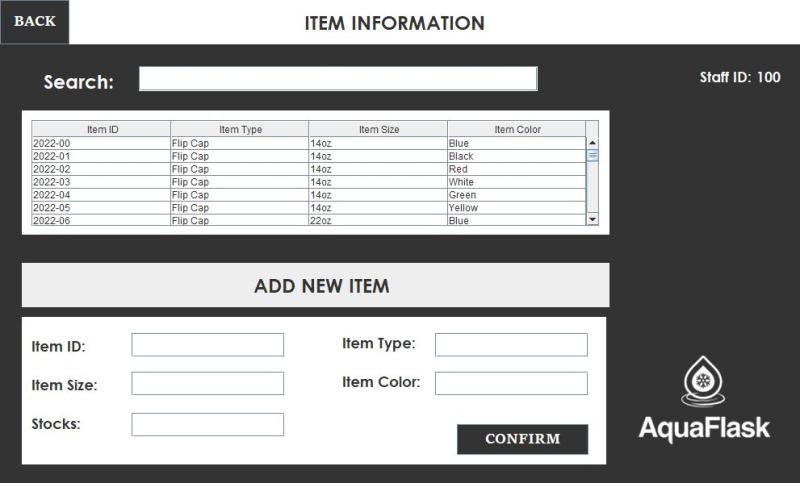 BACK
ITEM INFORMATION
Search:
Staff ID: 100
Item ID Item Type Item Size Item Color
2022-00 Flip Cap 14oz Blue
2022-01 Flip Cap 14oz Black
2022-02 Flip Cap 14oz Red
2022-03 Flip Cap 14oz White
2022-04 Flip Cap 14oz Green
2022-05 Flip Cap 14oz Yellow
2022-06 Flip Cap 22oz Blue
ADD NEW ITEM
Item ID: Item Type:
Item Size: Item Color:
Stocks:
CONFIRM
AquaFlask